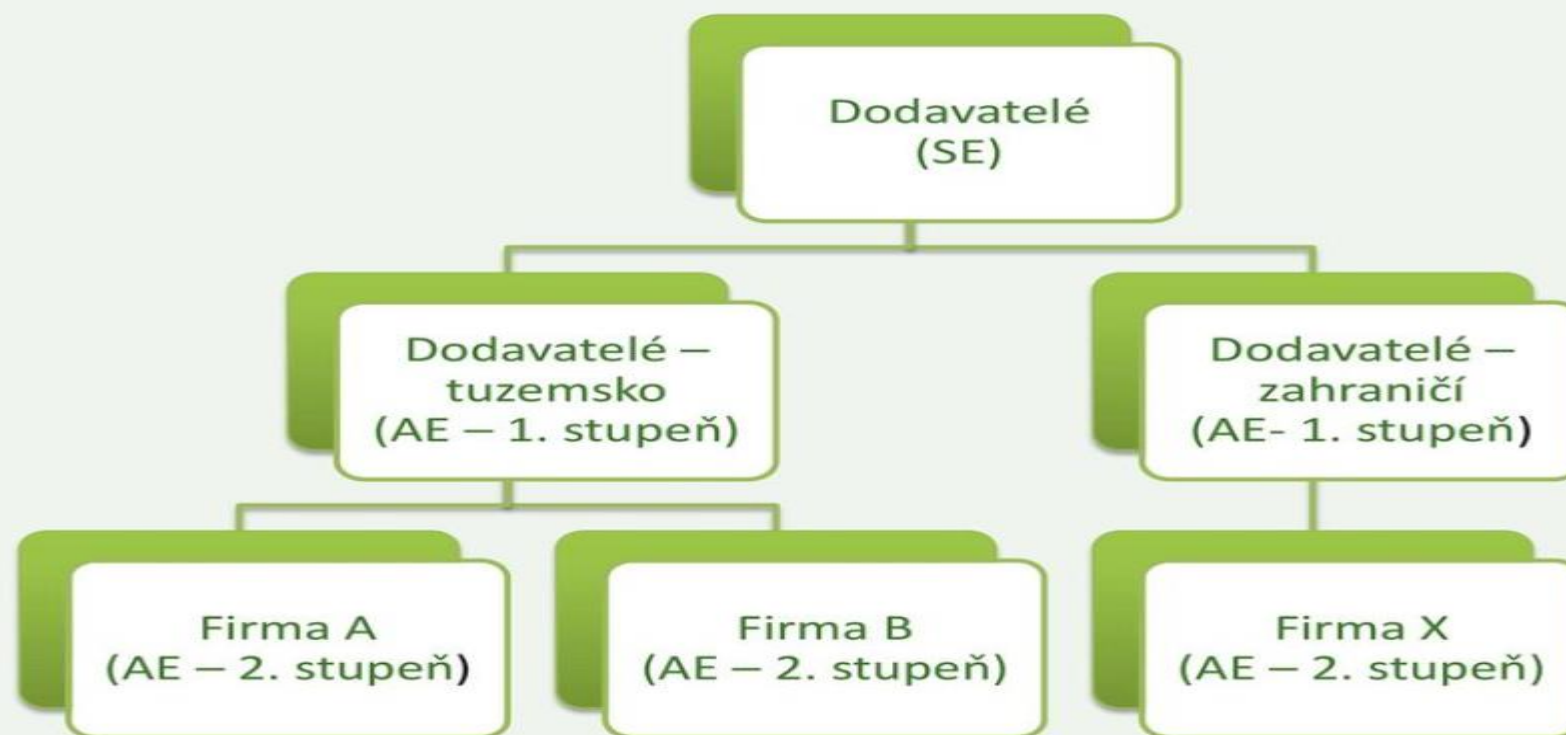 Dodavatelé
(SE)
Dodavatelé –
tuzemsko
(AE – 1. stupeň)
Dodavatelé –
zahraničí
(AE- 1. stupeň)
Firma A
(AE – 2. stupeň)
Firma B
(AE – 2. stupeň)
Firma X
(AE – 2. stupeň)